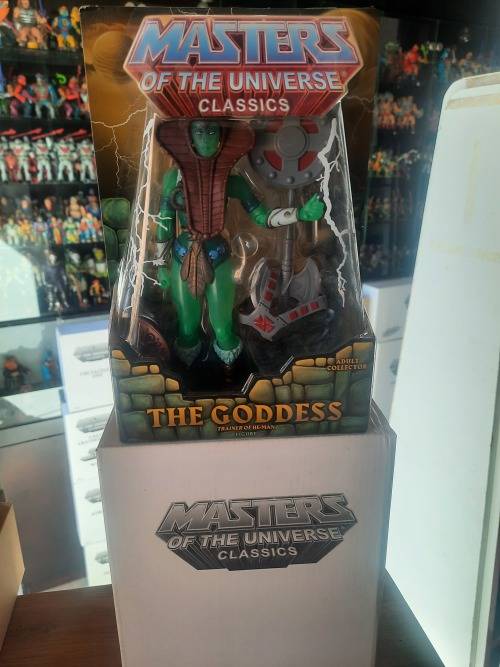 MASTERS
OF THE UNIVERSE
CLASSICS
ADULT
COLLECTOR
THE GODDESS
TRAINER OF HE-MAN
FIGURE
MASTERS
OF THE UNIVERSE
CLASSICS